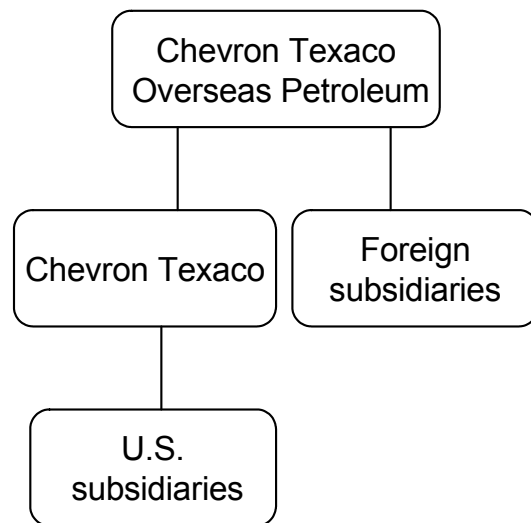 Chevron Texaco
Overseas Petroleum
Chevron Texaco
Foreign
subsidiaries
U.S.
subsidiaries